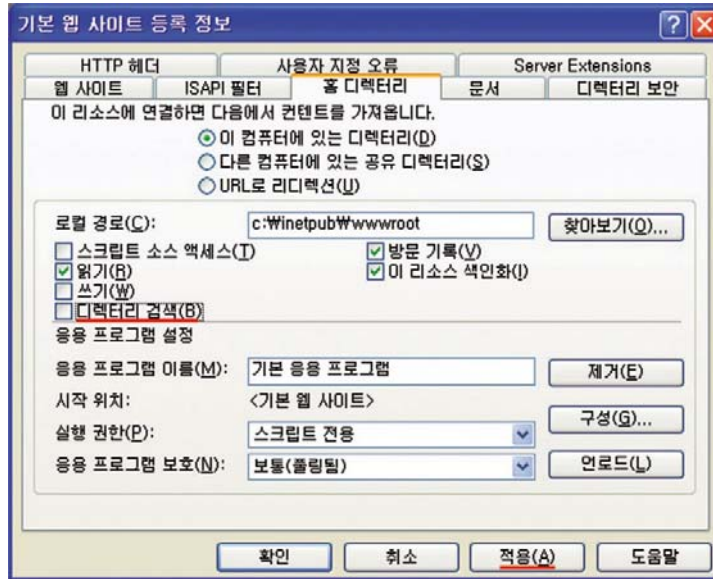 기본 웹 사이트 등록 정보
HTTP 헤더 사용자 지정 오류 Server Extensions
웹 사이트 ISAPI 필터 홈 디렉터리 문서 디렉터리 보안
이 리소스에 연결하면 다음에서 컨텐트를 가져옵니다.
이 컴퓨터에 있는 디렉터리(D)
다른 컴퓨터에 있는 공유 디렉터리(S)
URL로 리디렉션(U)
로컬 경로(C): c:₩inetpub₩wwwroot 찾아보기(O)...
스크립트 소스 액세스(T) 방문 기록(V)
읽기(R) 이 리소스 색인화(I)
쓰기(W)
디렉터리 검색(B)
응용 프로그램 설정
응용 프로그램 이름(M): 기본 응용 프로그램 제거(E)
시작 위치: <기본 웹 사이트>
구성(G)...
실행 권한(P): 스크립트 전용
응용 프로그램 보호(N): 보통(풀링됨) 언로드(L)
확인 취소 적용(A) 도움말